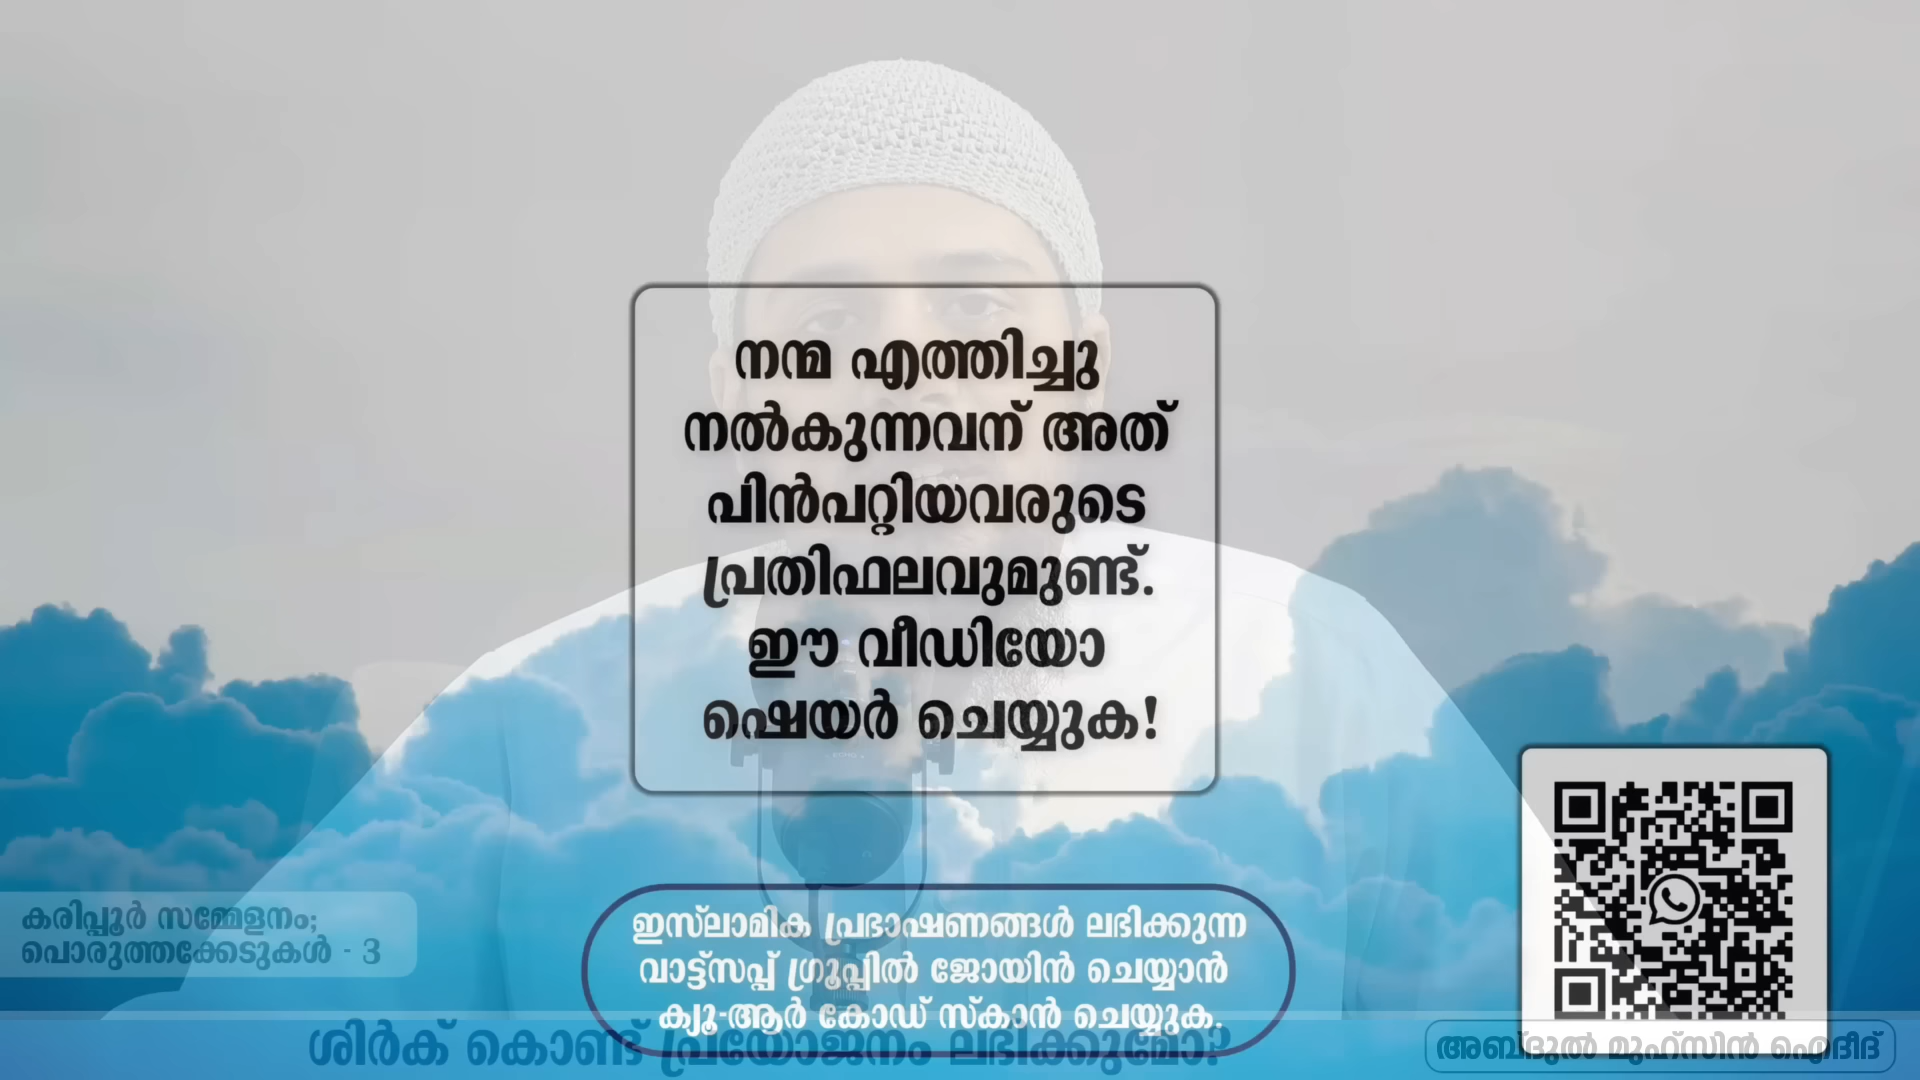 നന്മ എത്തിച്ചു
നൽകുന്നവന് അത്
പിൻപറ്റിയവരുടെ
പ്രതിഫലവുമുണ്ട്.
ഈ വീഡിയോ
ഷെയർ ചെയ്യുക!
കരിപ്പൂർ സമ്മേളനം;
പൊരുത്തക്കേടുകൾ - 3
ഇസ്‌ലാമിക പ്രഭാഷണങ്ങൾ ലഭിക്കുന്ന
വാട്ട്സപ്പ് ഗ്രൂപ്പിൽ ജോയിൻ ചെയ്യാൻ
ക്യൂ-ആർ കോഡ് സ്കാൻ ചെയ്യുക.
ശിർക് കൊണ്ട് പ്രയോജനം ലഭിക്കുമോ?
അബ്ദുൽ മുഹ്സിൻ ഐദീദ്